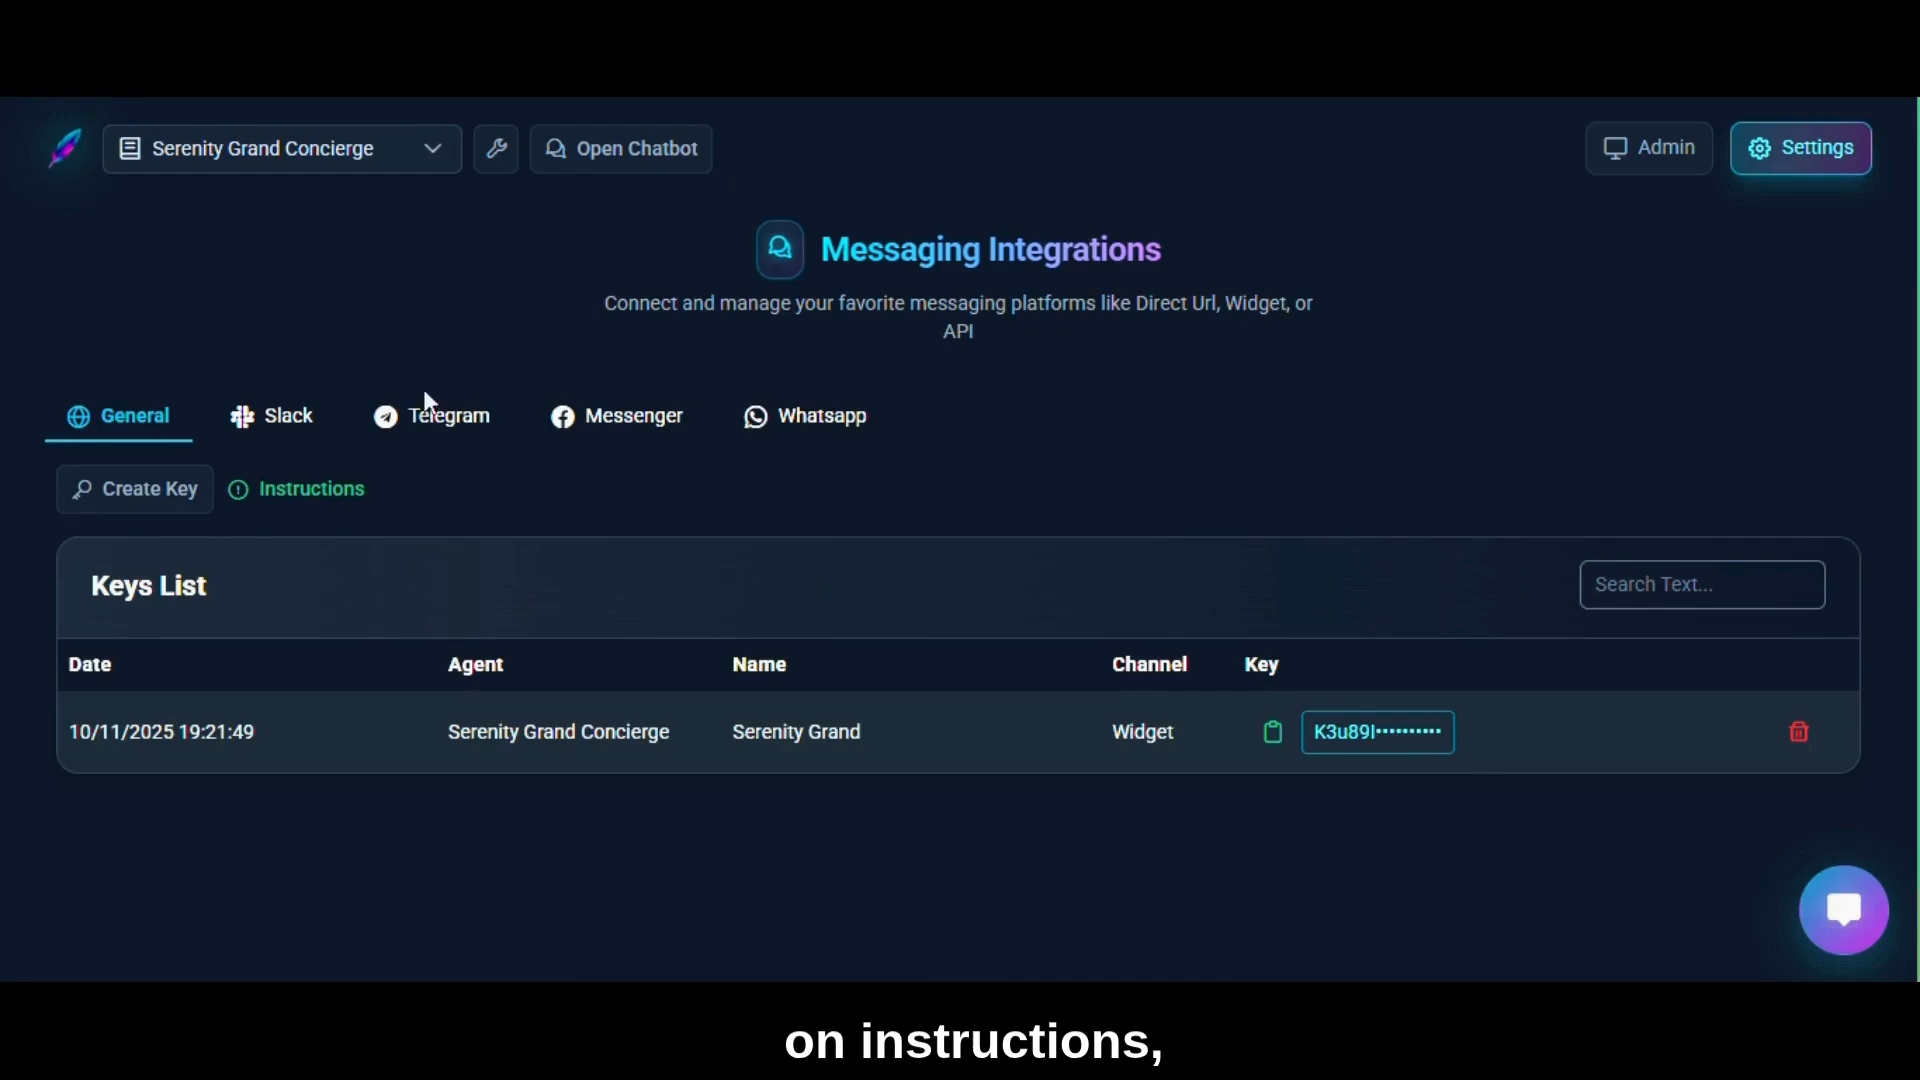 Serenity Grand Concierge
Open Chatbot
Admin
Settings
Messaging Integrations
Connect and manage your favorite messaging platforms like Direct Url, Widget, or
API
General
Slack
Telegram
Messenger
Whatsapp
Create Key
Instructions
Keys List
Search Text...
Date Agent Name Channel Key
10/11/2025 19:21:49 Serenity Grand Concierge Serenity Grand Widget K3u89l••••••••••
on instructions,